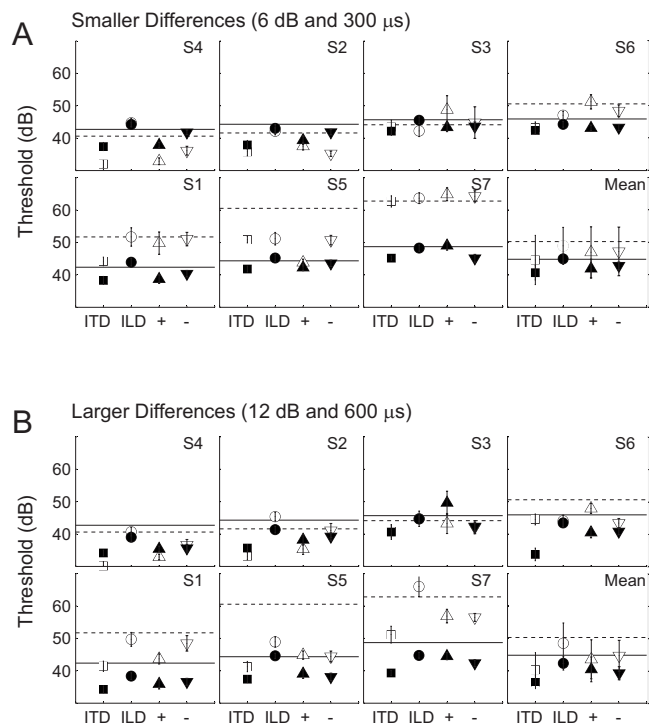 A
Smaller Differences (6 dB and 300 μs)
S4 S2 S3 S6
60
50
40
Threshold (dB)
S1 S5 S7 Mean
60
50
40
ITD ILD + - ITD ILD + - ITD ILD + - ITD ILD + -
B
Larger Differences (12 dB and 600 μs)
S4 S2 S3 S6
60
50
40
Threshold (dB)
S1 S5 S7 Mean
60
50
40
ITD ILD + - ITD ILD + - ITD ILD + - ITD ILD + -